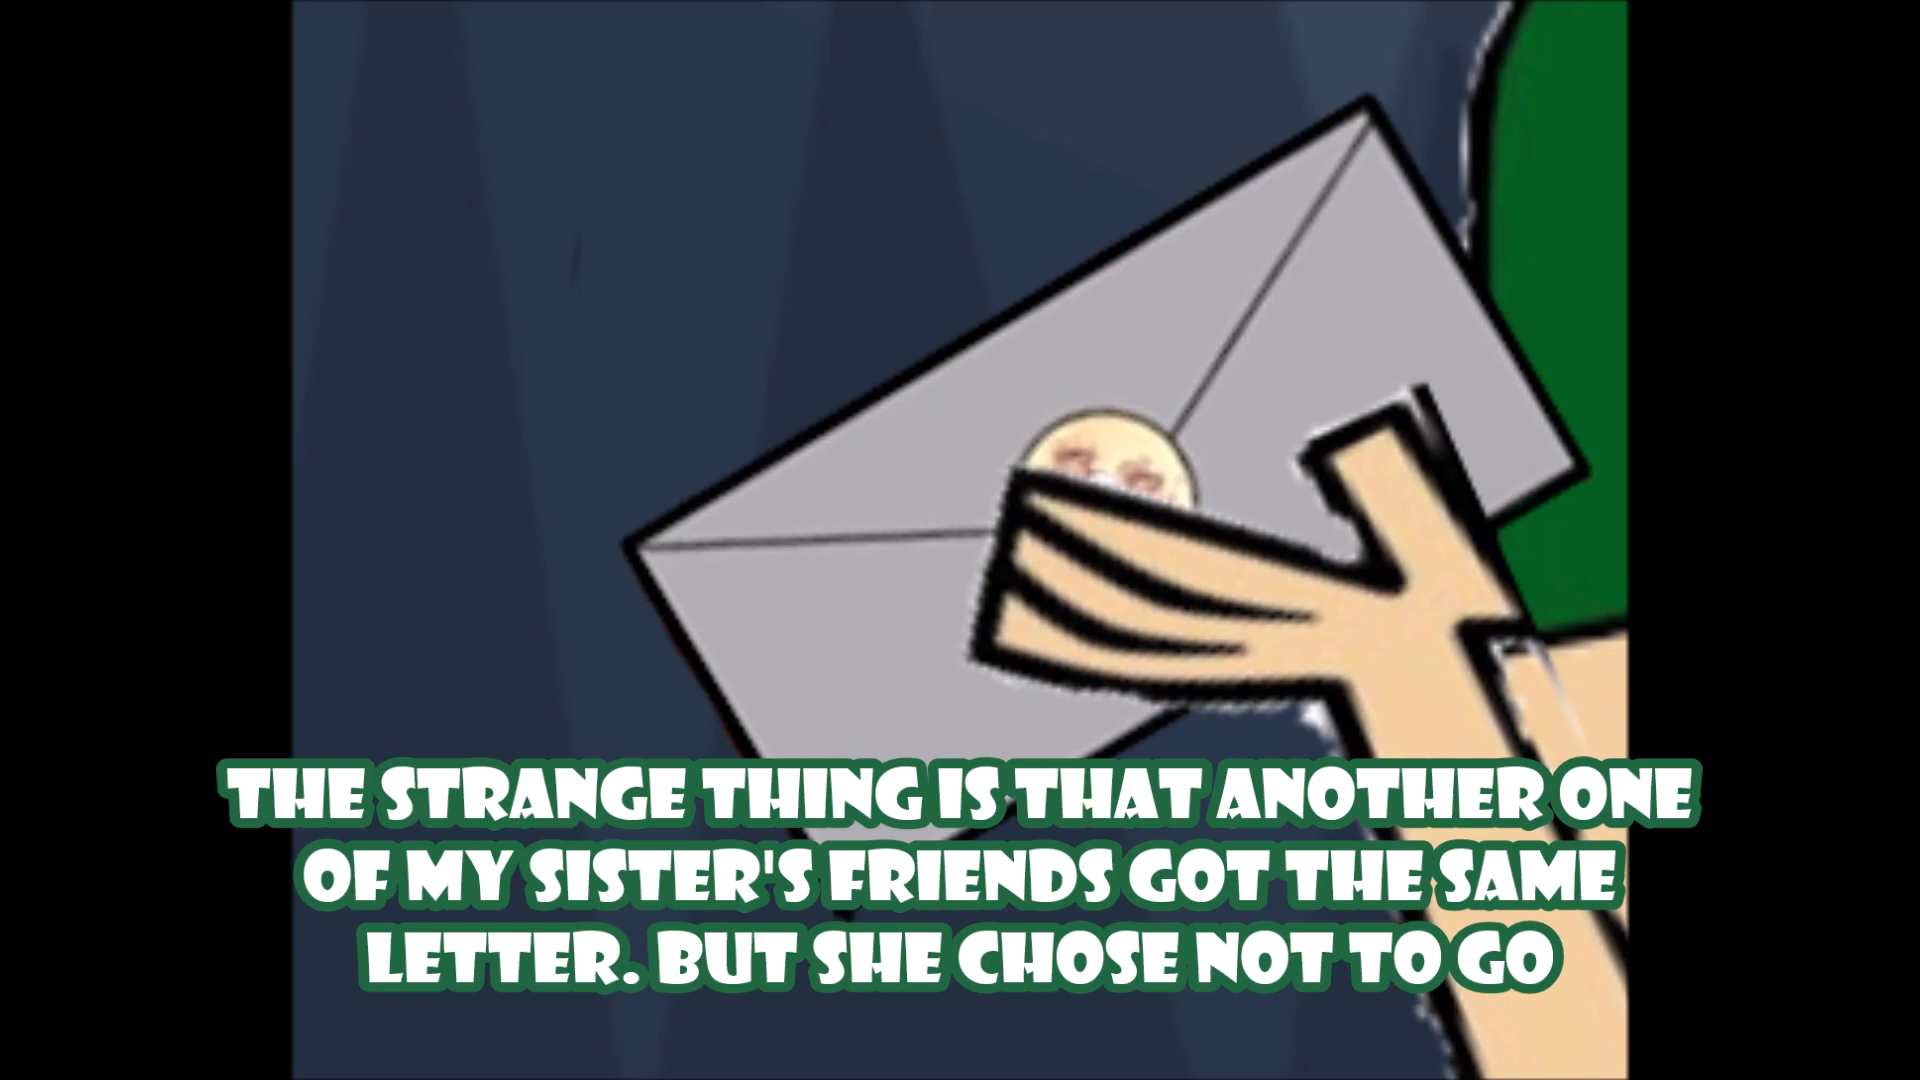 THE STRANGE THING IS THAT ANOTHER ONE
OF MY SISTER'S FRIENDS GOT THE SAME
LETTER. BUT SHE CHOSE NOT TO GO